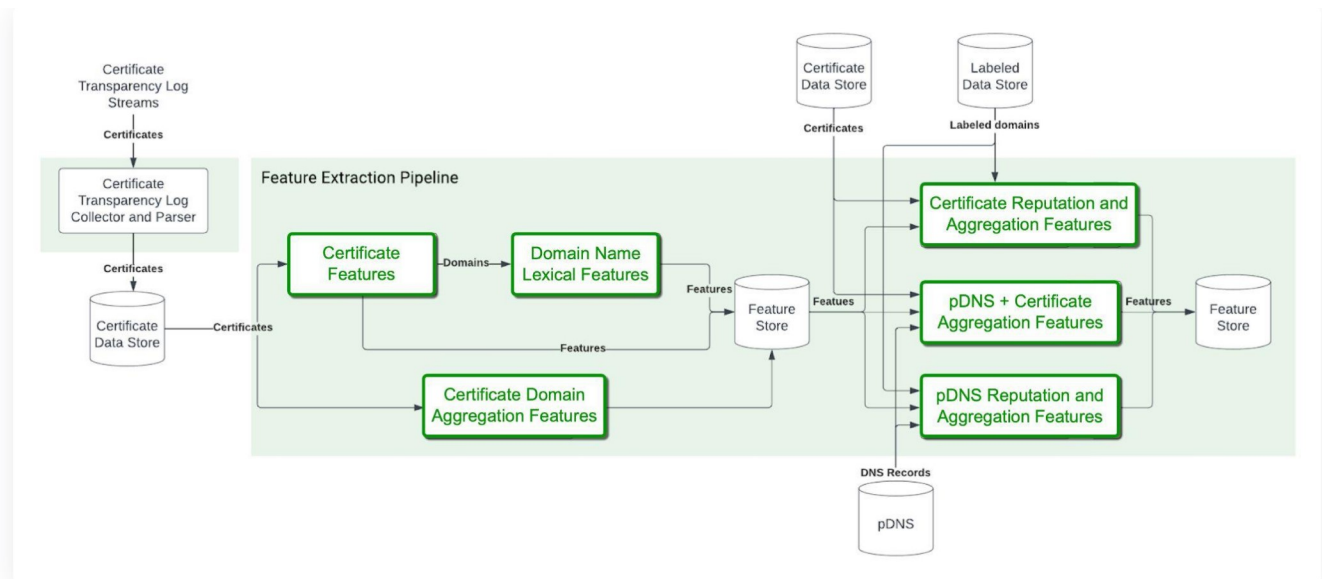 Certificate
Transparency Log
Streams
Certificates
Certificate
Transparency Log
Collector and Parser
Certificates
Certificate
Data Store
Certificates
Feature Extraction Pipeline
Certificate
Features
Domains
Domain Name
Lexical Features
Features
Features
Certificate Domain
Aggregation Features
Feature
Store
Featues
Certificate
Data Store
Certificates
Labeled
Data Store
Labeled domains
Certificate Reputation and
Aggregation Features
pDNS + Certificate
Aggregation Features
pDNS Reputation and
Aggregation Features
Features
Feature
Store
DNS Records
pDNS